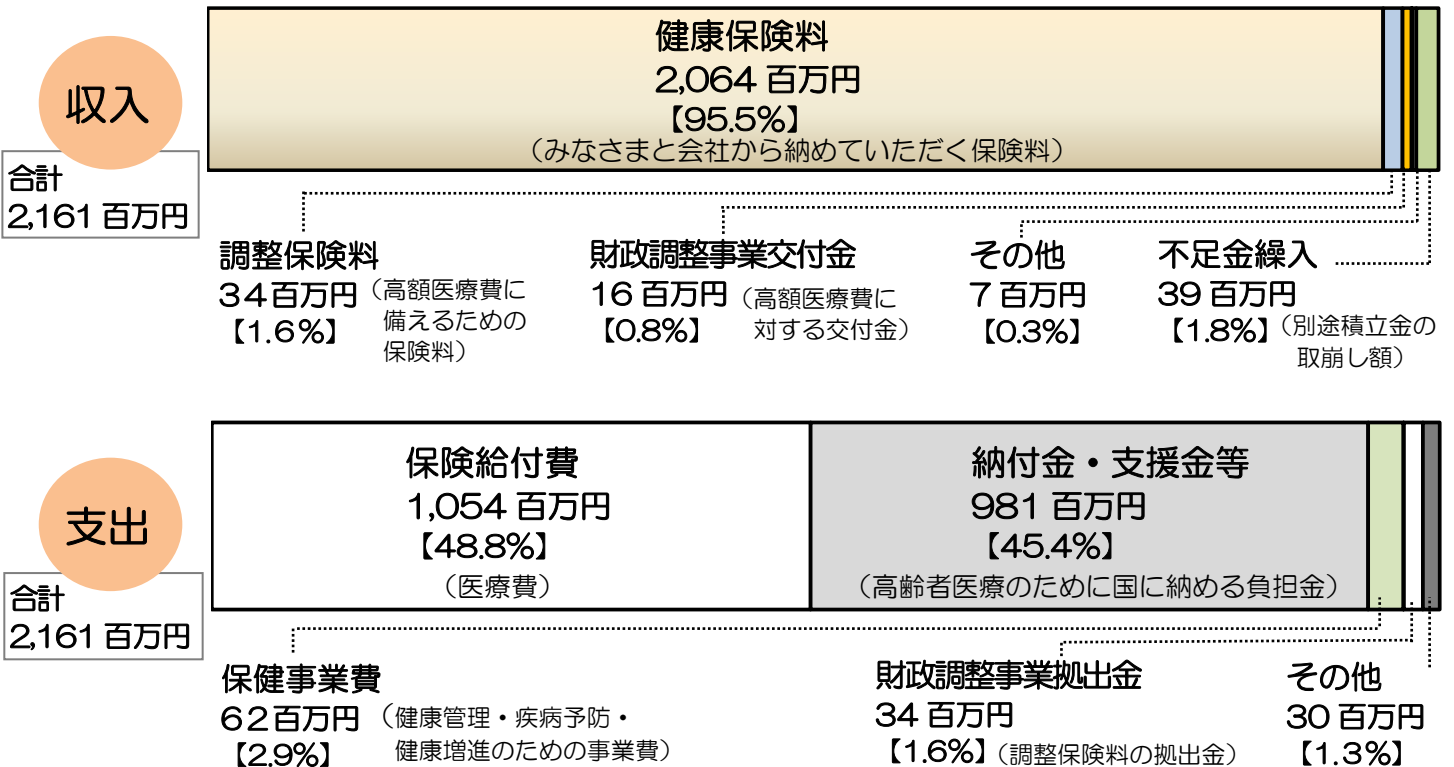 収入
合計
2,161 百万円
健康保険料
2,064 百万円
【95.5%】
（みなさまと会社から納めていただく保険料）
調整保険料
34百万円
【1.6%】
（高額医療費に
備えるための
保険料）
財政調整事業交付金
16 百万円
【0.8%】
（高額医療費に
対する交付金）
その他
7 百万円
【0.3%】
不足金繰入
39 百万円
【1.8%】
（別途積立金の
取崩し額）
支出
合計
2,161 百万円
保険給付費
1,054 百万円
【48.8%】
（医療費）
納付金・支援金等
981 百万円
【45.4%】
（高齢者医療のために国に納める負担金）
保健事業費
62百万円
【2.9%】
（健康管理・疾病予防・
健康増進のための事業費）
財政調整事業拠出金
34 百万円
【1.6%】（調整保険料の拠出金）
その他
30 百万円
【1.3%】